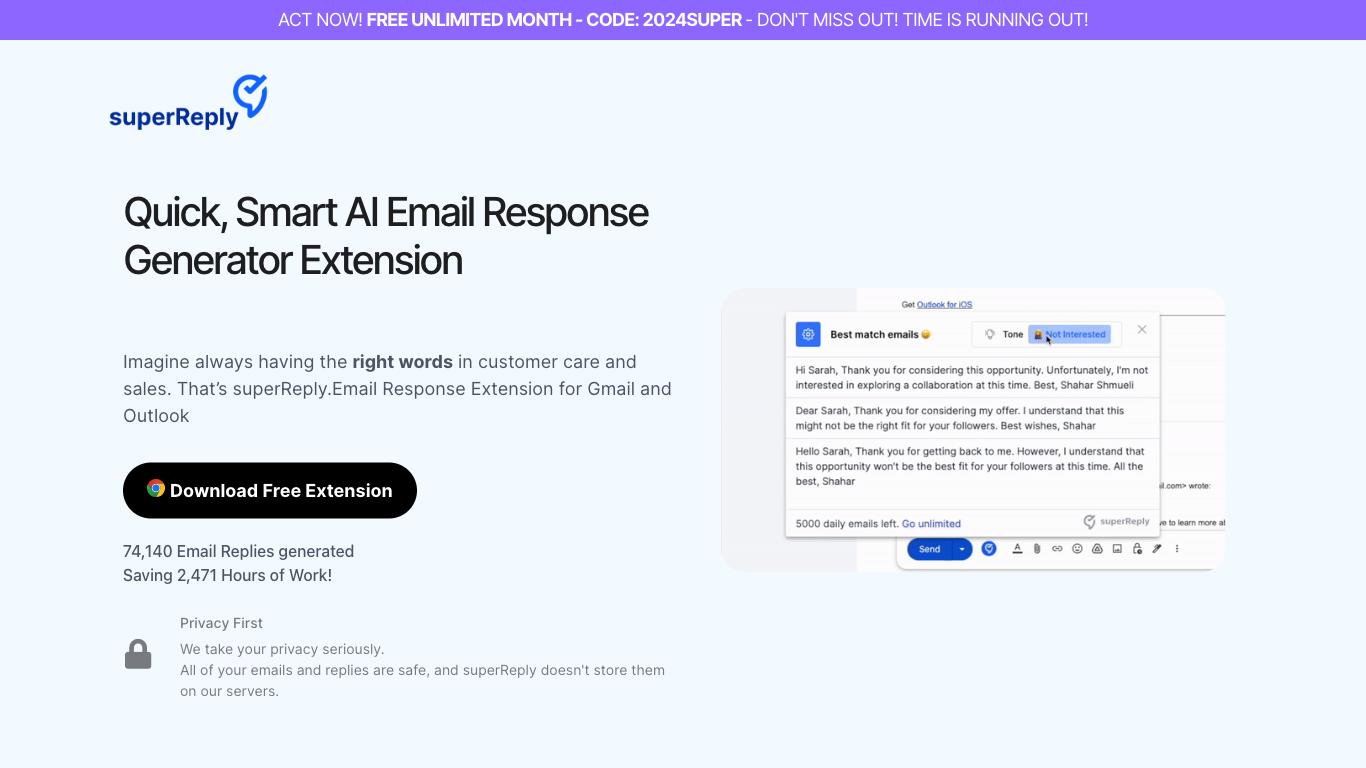 ACT NOW! FREE UNLIMITED MONTH - CODE: 2024SUPER - DON'T MISS OUT! TIME IS RUNNING OUT!
superReply
Quick, Smart AI Email Response
Generator Extension
Imagine always having the right words in customer care and
sales. That’s superReply.Email Response Extension for Gmail and
Outlook
Download Free Extension
74,140 Email Replies generated
Saving 2,471 Hours of Work!
Privacy First
We take your privacy seriously.
All of your emails and replies are safe, and superReply doesn't store them
on our servers.
Get Outlook for iOS
Best match emails 😄
Tone
Not Interested
Hi Sarah, Thank you for considering this opportunity. Unfortunately, I'm not
interested in exploring a collaboration at this time. Best, Shahar Shmueli
Dear Sarah, Thank you for considering my offer. I understand that this
might not be the right fit for your followers. Best wishes, Shahar
Hello Sarah, Thank you for getting back to me. However, I understand that
this opportunity won't be the best fit for your followers at this time. All the
best, Shahar
il.com> wrote:
5000 daily emails left. Go unlimited
superReply
ve to learn more a
Send